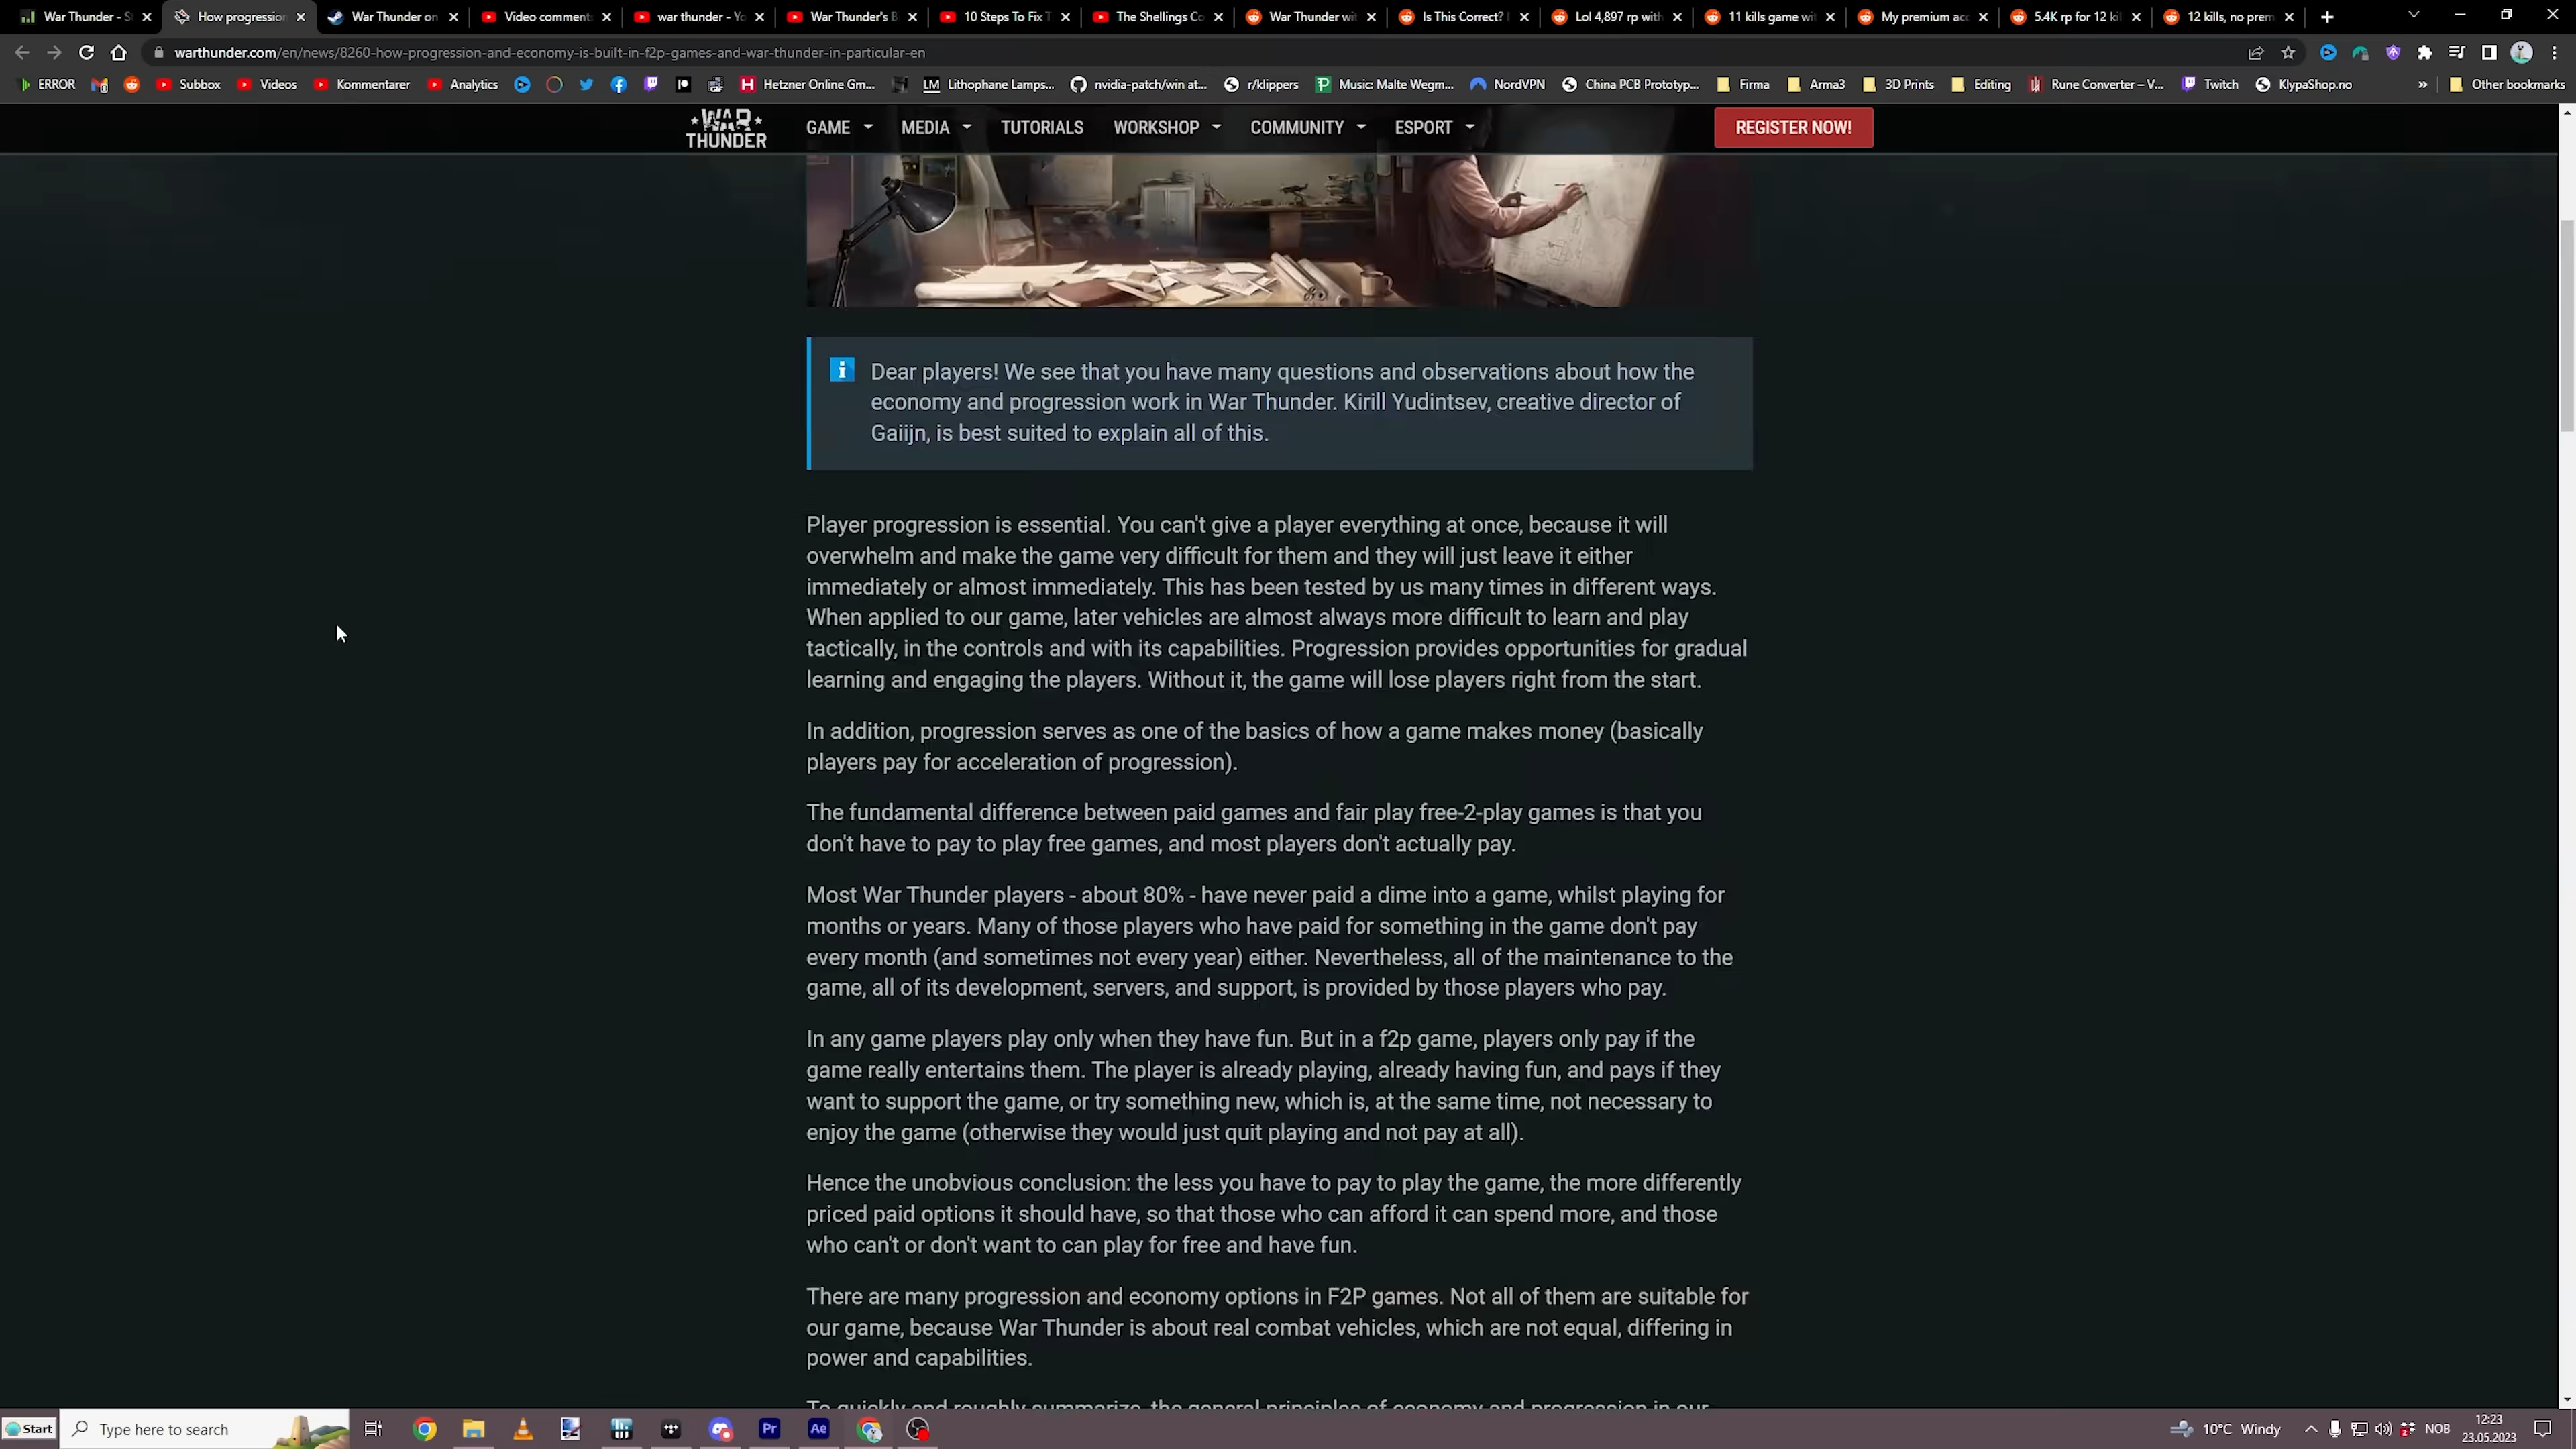 War Thunder - S
How progression
War Thunder on
Video comment
war thunder - Yo
War Thunder's B
10 Steps To Fix T
The Shellings Co
War Thunder wi
Is This Correct? I
Lol 4,897 rp with
11 kills game wi
My premium acc
5.4K rp for 12 kil
12 kills, no prem
warthunder.com/en/news/8260-how-progression-and-economy-is-built-in-f2p-games-and-war-thunder-in-particular-en
ERROR
Subbox
Videos
Kommentarer
Analytics
Hetzner Online Gm...
LM Lithophane Lamps...
nvidia-patch/win at...
r/klippers
Music: Malte Wegm...
NordVPN
China PCB Prototyp...
Firma
Arma3
3D Prints
Editing
Rune Converter – V...
Twitch
KlypaShop.no
»
Other bookmarks
WAR THUNDER
GAME
MEDIA
TUTORIALS
WORKSHOP
COMMUNITY
ESPORT
REGISTER NOW!
Dear players! We see that you have many questions and observations about how the
economy and progression work in War Thunder. Kirill Yudintsev, creative director of
Gaiijn, is best suited to explain all of this.
Player progression is essential. You can't give a player everything at once, because it will
overwhelm and make the game very difficult for them and they will just leave it either
immediately or almost immediately. This has been tested by us many times in different ways.
When applied to our game, later vehicles are almost always more difficult to learn and play
tactically, in the controls and with its capabilities. Progression provides opportunities for gradual
learning and engaging the players. Without it, the game will lose players right from the start.
In addition, progression serves as one of the basics of how a game makes money (basically
players pay for acceleration of progression).
The fundamental difference between paid games and fair play free-2-play games is that you
don't have to pay to play free games, and most players don't actually pay.
Most War Thunder players - about 80% - have never paid a dime into a game, whilst playing for
months or years. Many of those players who have paid for something in the game don't pay
every month (and sometimes not every year) either. Nevertheless, all of the maintenance to the
game, all of its development, servers, and support, is provided by those players who pay.
In any game players play only when they have fun. But in a f2p game, players only pay if the
game really entertains them. The player is already playing, already having fun, and pays if they
want to support the game, or try something new, which is, at the same time, not necessary to
enjoy the game (otherwise they would just quit playing and not pay at all).
Hence the unobvious conclusion: the less you have to pay to play the game, the more differently
priced paid options it should have, so that those who can afford it can spend more, and those
who can't or don't want to can play for free and have fun.
There are many progression and economy options in F2P games. Not all of them are suitable for
our game, because War Thunder is about real combat vehicles, which are not equal, differing in
power and capabilities.
To quickly and roughly summarize, the general principles of economy and progression in our
Start
Type here to search
Pr
Ae
10°C Windy
NOB
12:23
23.05.2023